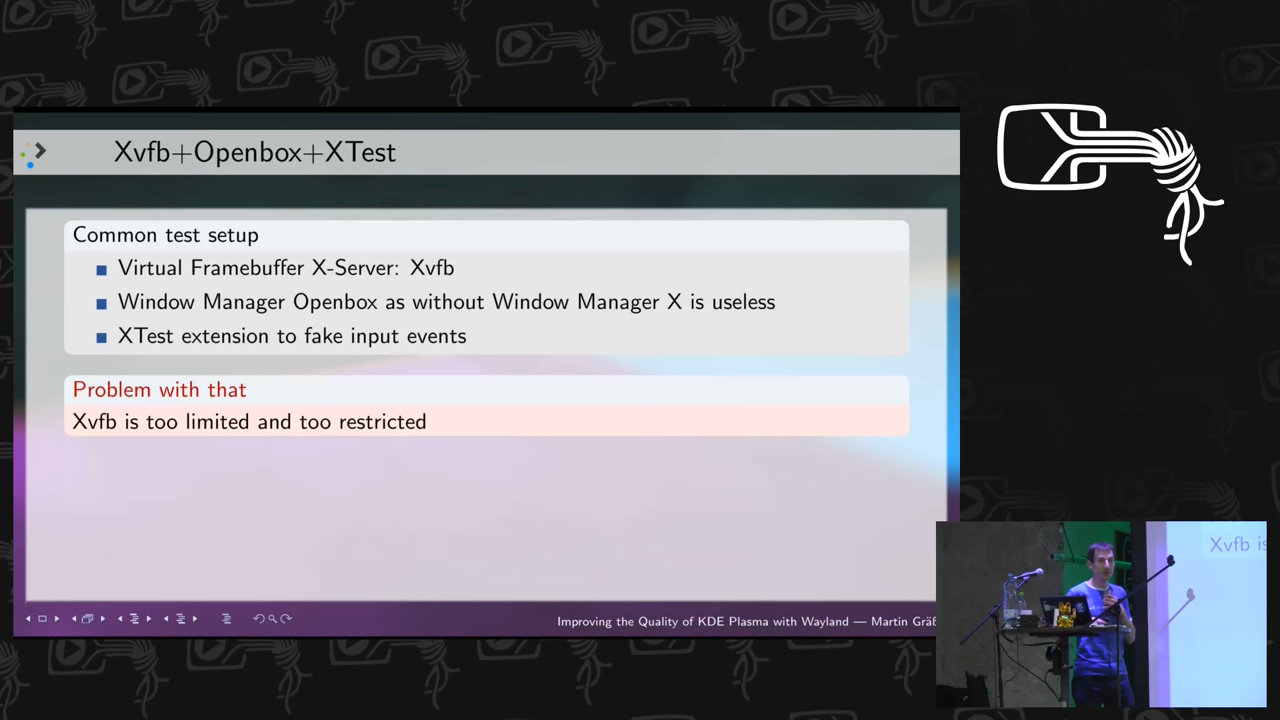 Xvfb+Openbox+XTest
Common test setup
Virtual Framebuffer X-Server: Xvfb
Window Manager Openbox as without Window Manager X is useless
XTest extension to fake input events
Problem with that
Xvfb is too limited and too restricted
Improving the Quality of KDE Plasma with Wayland — Martin Gräß
Xvfb is